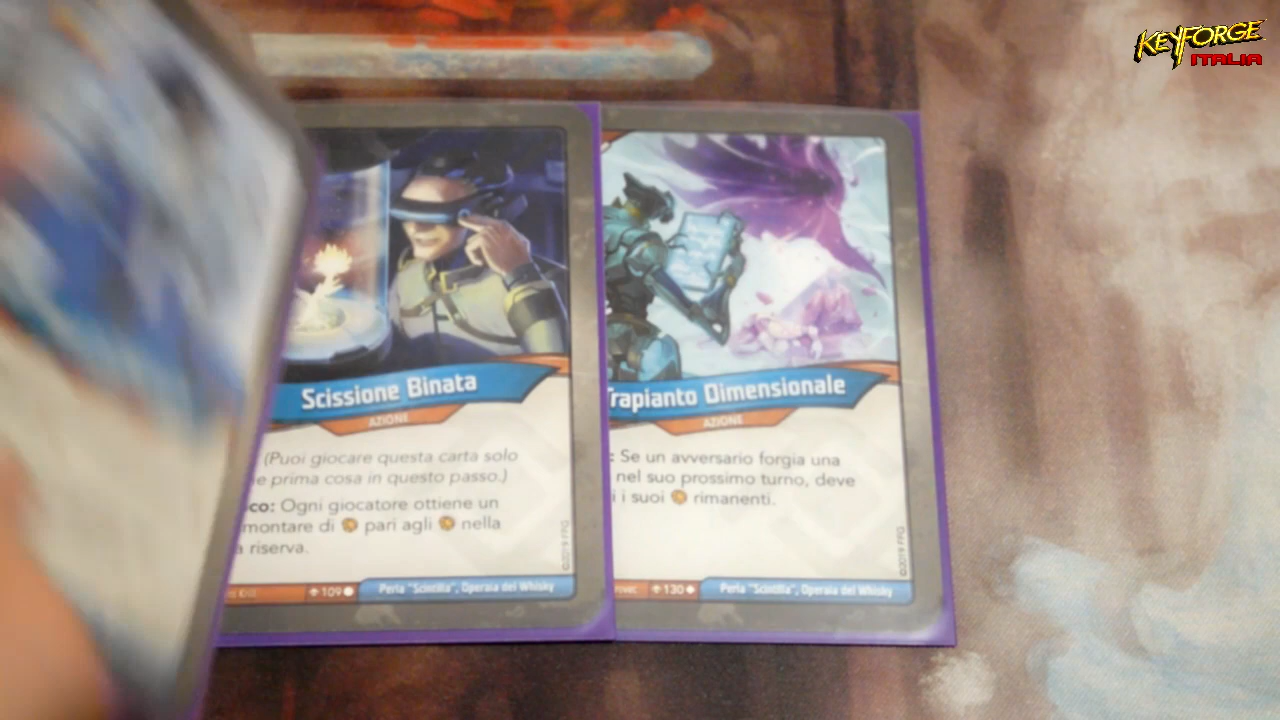 KEYFORGE
ITALIA
Scissione Binata
AZIONE
(Puoi giocare questa carta solo
e prima cosa in questo passo.)
co: Ogni giocatore ottiene un
montare di pari agli nella
a riserva.
109
Perla "Scintilla", Operaia del Whisky
©2019 FFG
rapianto Dimensionale
AZIONE
: Se un avversario forgia una
nel suo prossimo turno, deve
i i suoi rimanenti.
130
Perla "Scintilla", Operaia del Whisky
©2019 FFG